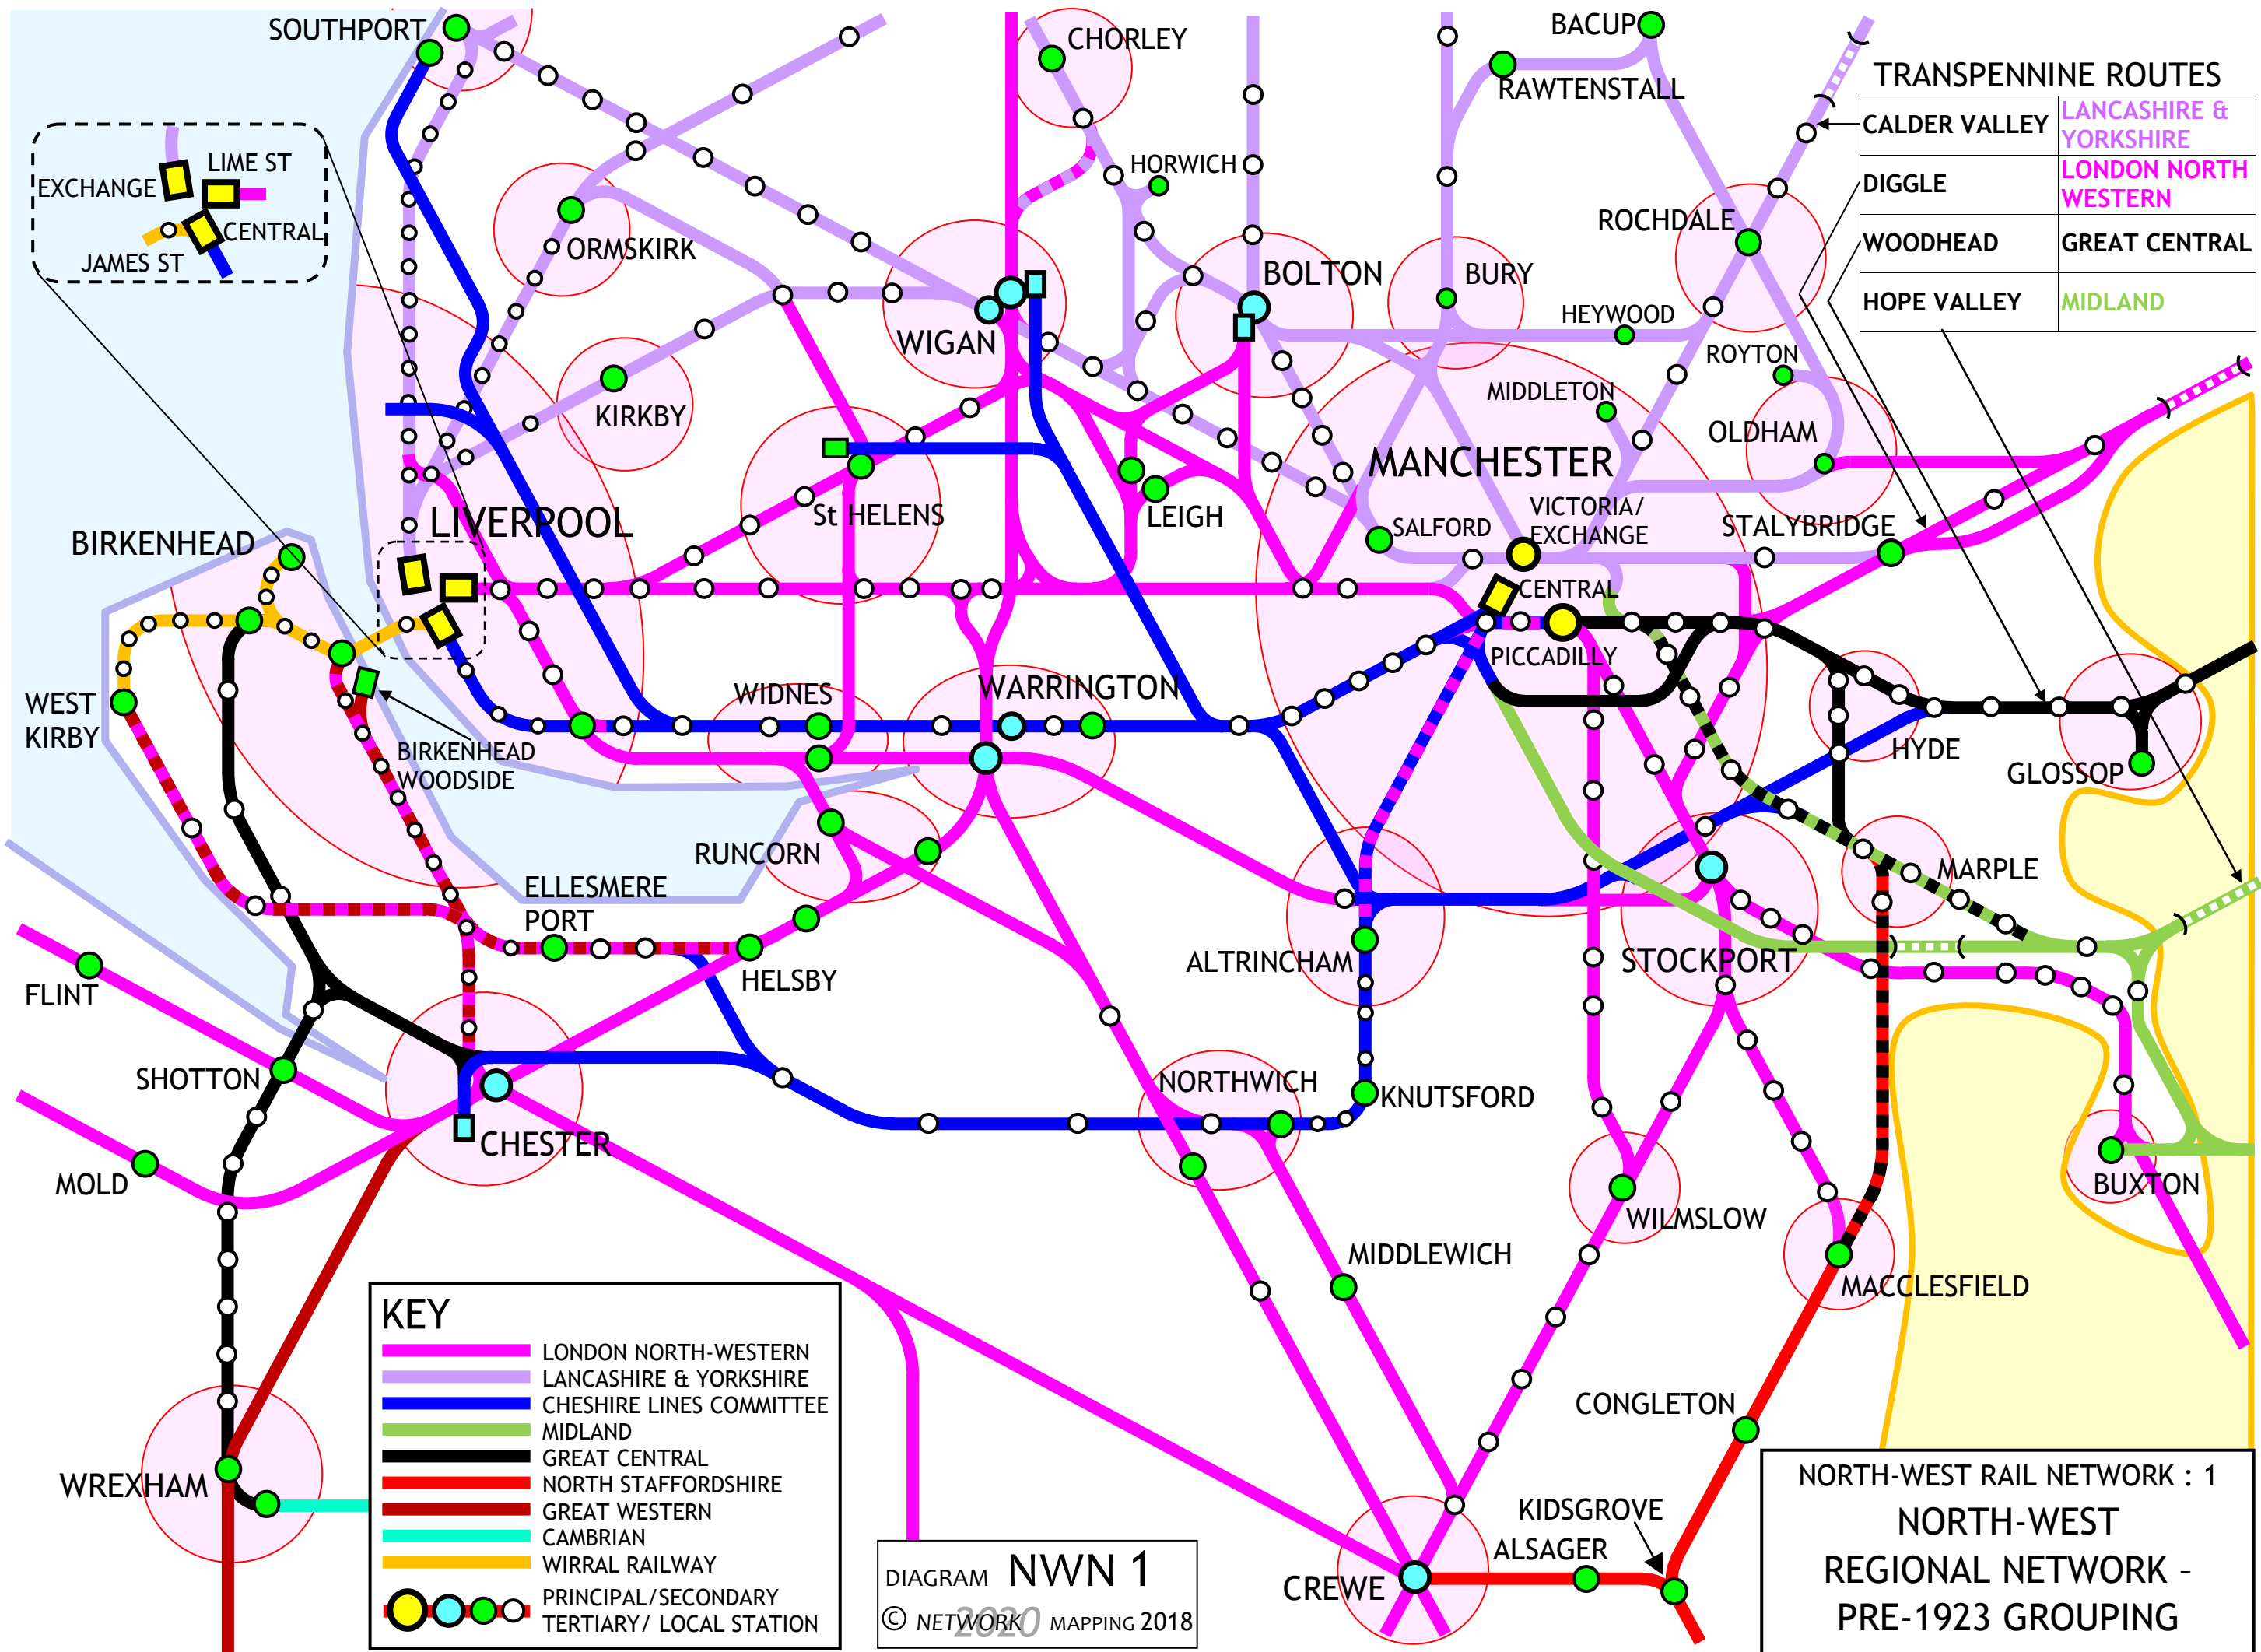 SOUTHPORT
CHORLEY
BACUP
RAWTENSTALL
TRANSPENNINE ROUTES
CALDER VALLEY
LANCASHIRE &
YORKSHIRE
DIGGLE
LONDON NORTH
WESTERN
WOODHEAD
GREAT CENTRAL
HOPE VALLEY
MIDLAND
LIME ST
EXCHANGE
CENTRAL
JAMES ST
HORWICH
ORMSKIRK
ROCHDALE
BOLTON
BURY
HEYWOOD
WIGAN
ROYTON
KIRKBY
MIDDLETON
OLDHAM
MANCHESTER
LIVERPOOL
St HELENS
LEIGH
SALFORD
VICTORIA/
EXCHANGE
STALYBRIDGE
BIRKENHEAD
CENTRAL
PICCADILLY
WEST
KIRBY
WIDNES
WARRINGTON
BIRKENHEAD
WOODSIDE
HYDE
GLOSSOP
RUNCORN
MARPLE
ELLESMERE
PORT
ALTRINCHAM
STOCKPORT
HELSBY
FLINT
SHOTTON
NORTHWICH
KNUTSFORD
CHESTER
MOLD
BUXTON
WILMSLOW
MIDDLEWICH
MACCLESFIELD
KEY
LONDON NORTH-WESTERN
LANCASHIRE & YORKSHIRE
CHESHIRE LINES COMMITTEE
MIDLAND
GREAT CENTRAL
NORTH STAFFORDSHIRE
GREAT WESTERN
CAMBRIAN
WIRRAL RAILWAY
PRINCIPAL/SECONDARY
TERTIARY/ LOCAL STATION
WREXHAM
CONGLETON
KIDSGROVE
ALSAGER
CREWE
DIAGRAM NWN 1
© NETWORK 2020 MAPPING 2018
NORTH-WEST RAIL NETWORK : 1
NORTH-WEST
REGIONAL NETWORK -
PRE-1923 GROUPING